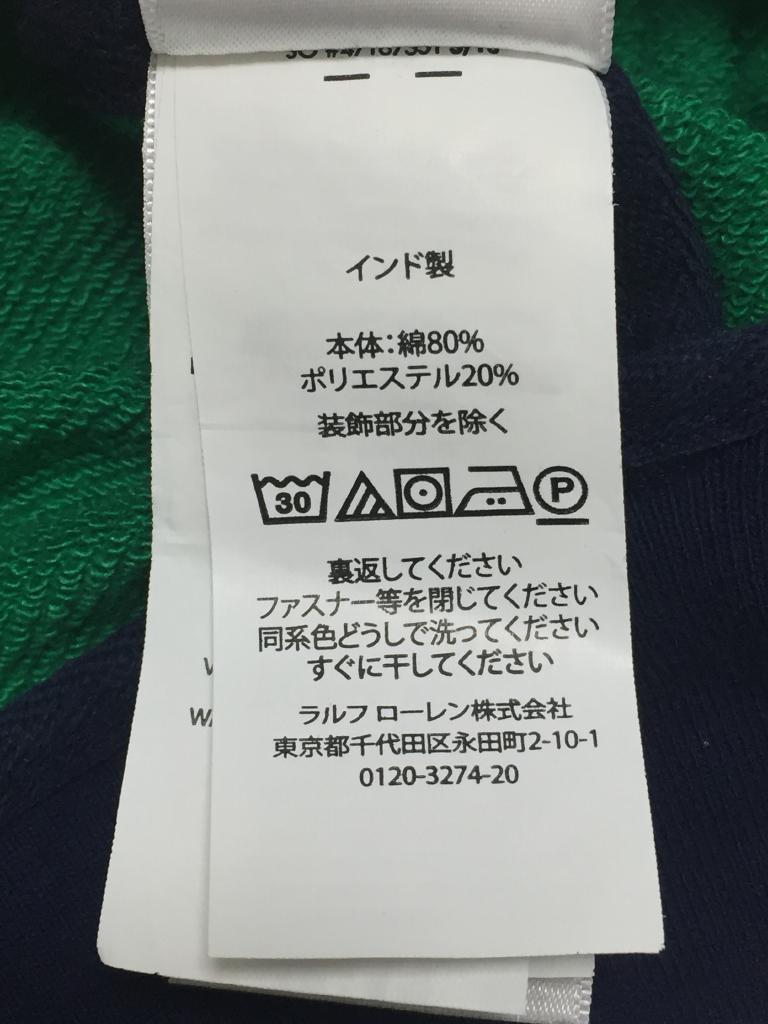 インド製
本体：綿80%
ポリエステル20%
装飾部分を除く
30 P
裏返してください
ファスナー等を閉じてください
同系色どうしで洗ってください
すぐに干してください
ラルフ ローレン株式会社
東京都千代田区永田町2-10-1
0120-3274-20